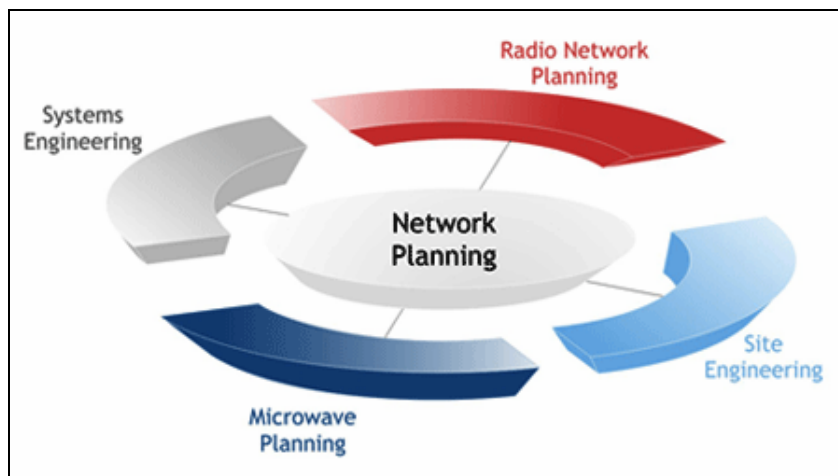 Radio Network
Planning
Systems
Engineering
Network
Planning
Site
Engineering
Microwave
Planning